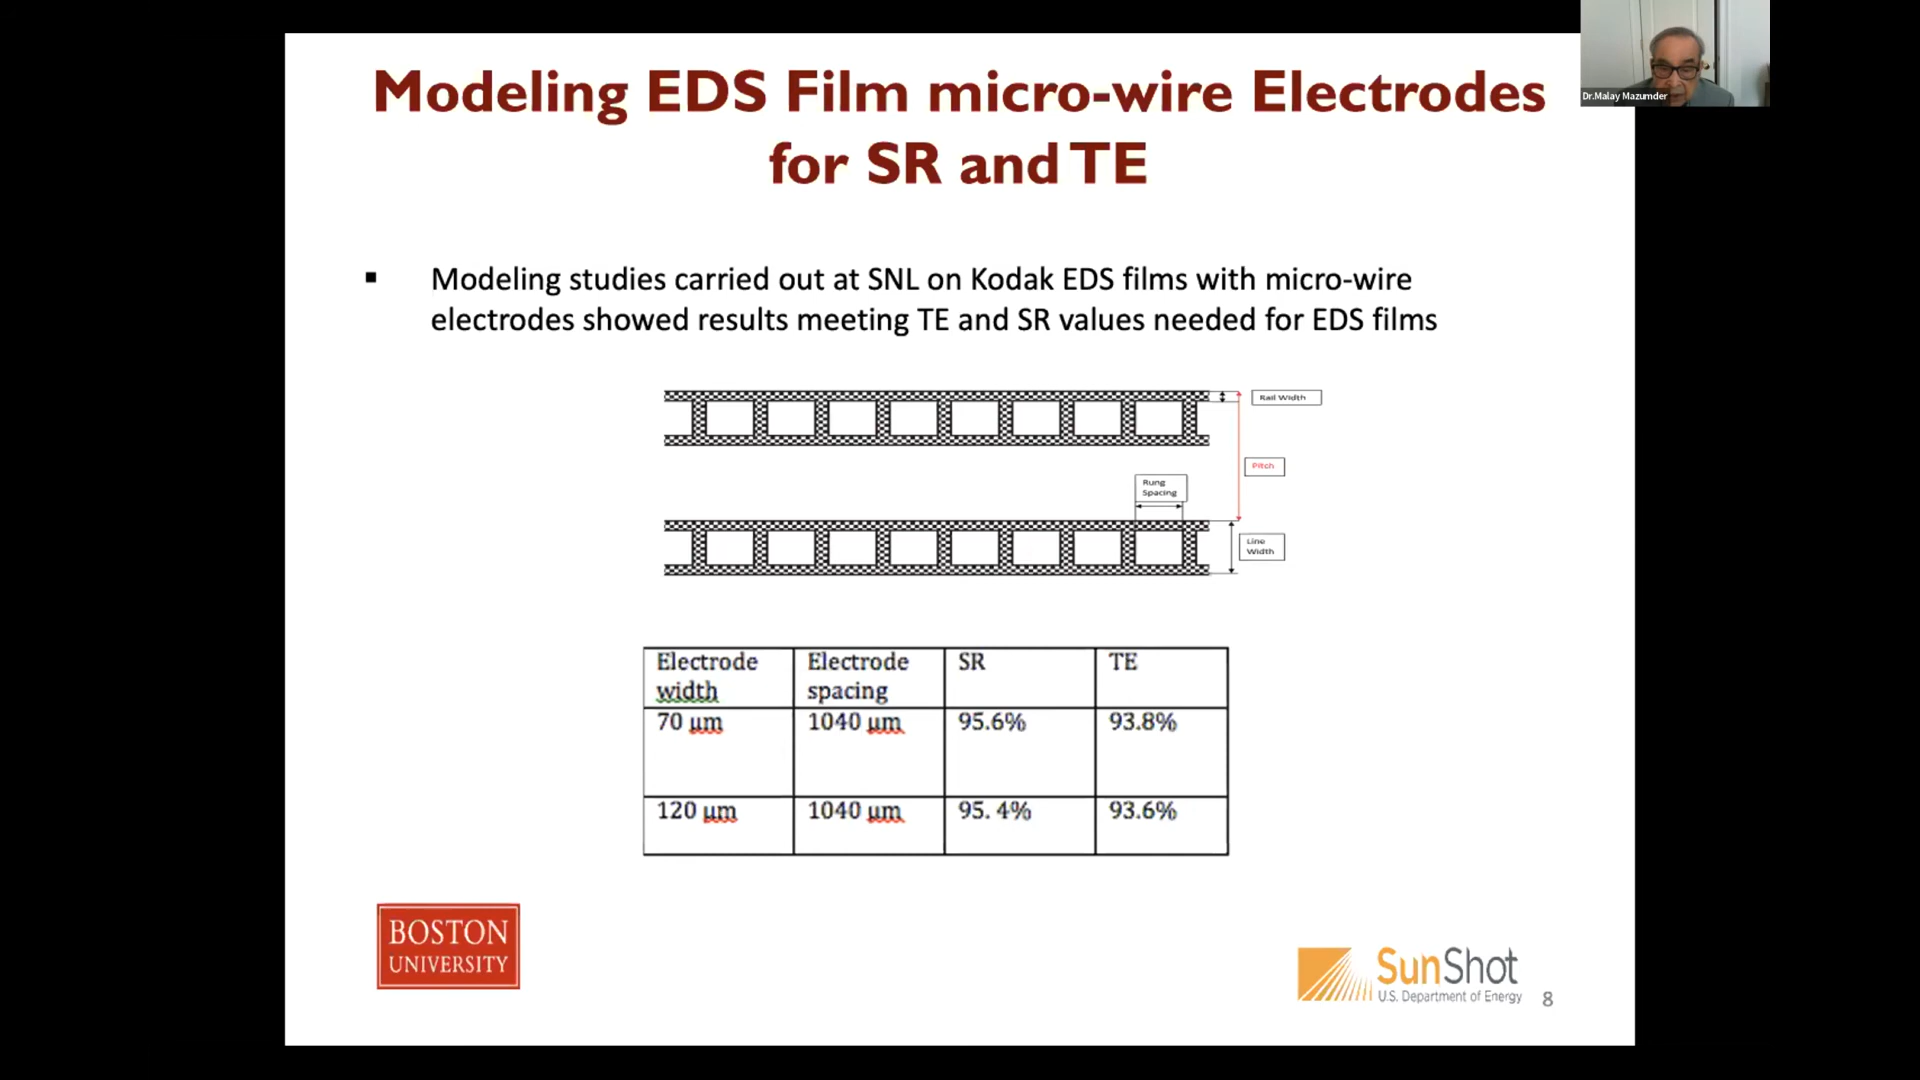 Modeling EDS Film micro-wire Electrodes
for SR and TE
Dr.Malay Mazumder
▪ Modeling studies carried out at SNL on Kodak EDS films with micro-wire
electrodes showed results meeting TE and SR values needed for EDS films
Rail Width
Pitch
Rung
Spacing
Line
Width
Electrode width Electrode spacing SR TE
70 μm 1040 μm 95.6% 93.8%
120 μm 1040 μm 95. 4% 93.6%
BOSTON
UNIVERSITY
SunShot
U.S. Department of Energy
8